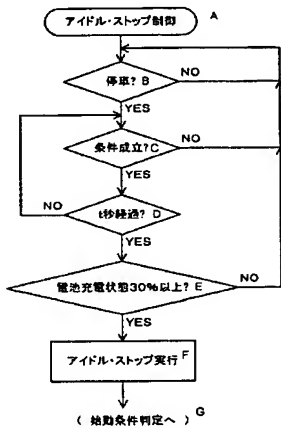 アイドル・ストップ制御 A
停車? B
NO
YES
条件成立? C
NO
YES
t秒経過? D
NO
YES
電池充電状態30%以上? E
NO
YES
アイドル・ストップ実行 F
( 始動条件判定へ ) G